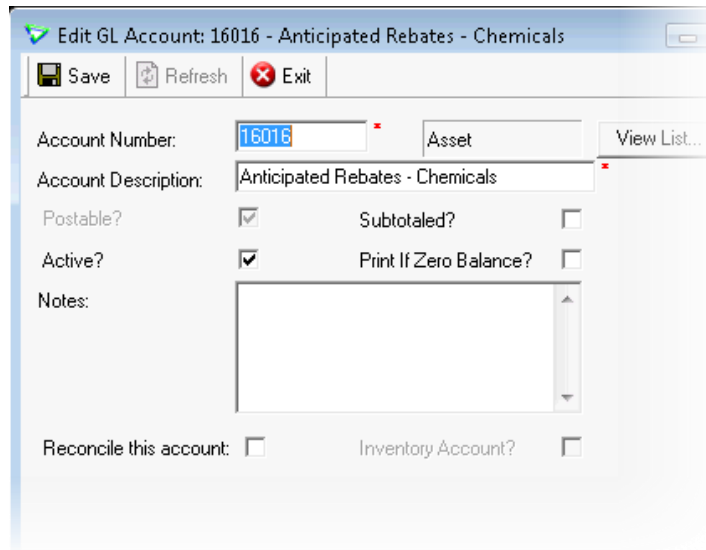 Edit GL Account: 16016 - Anticipated Rebates - Chemicals
Save Refresh Exit
Account Number: 16016 * Asset View List...
Account Description: Anticipated Rebates - Chemicals *
Postable? Subtotaled?
Active? Print If Zero Balance?
Notes:
Reconcile this account: Inventory Account?